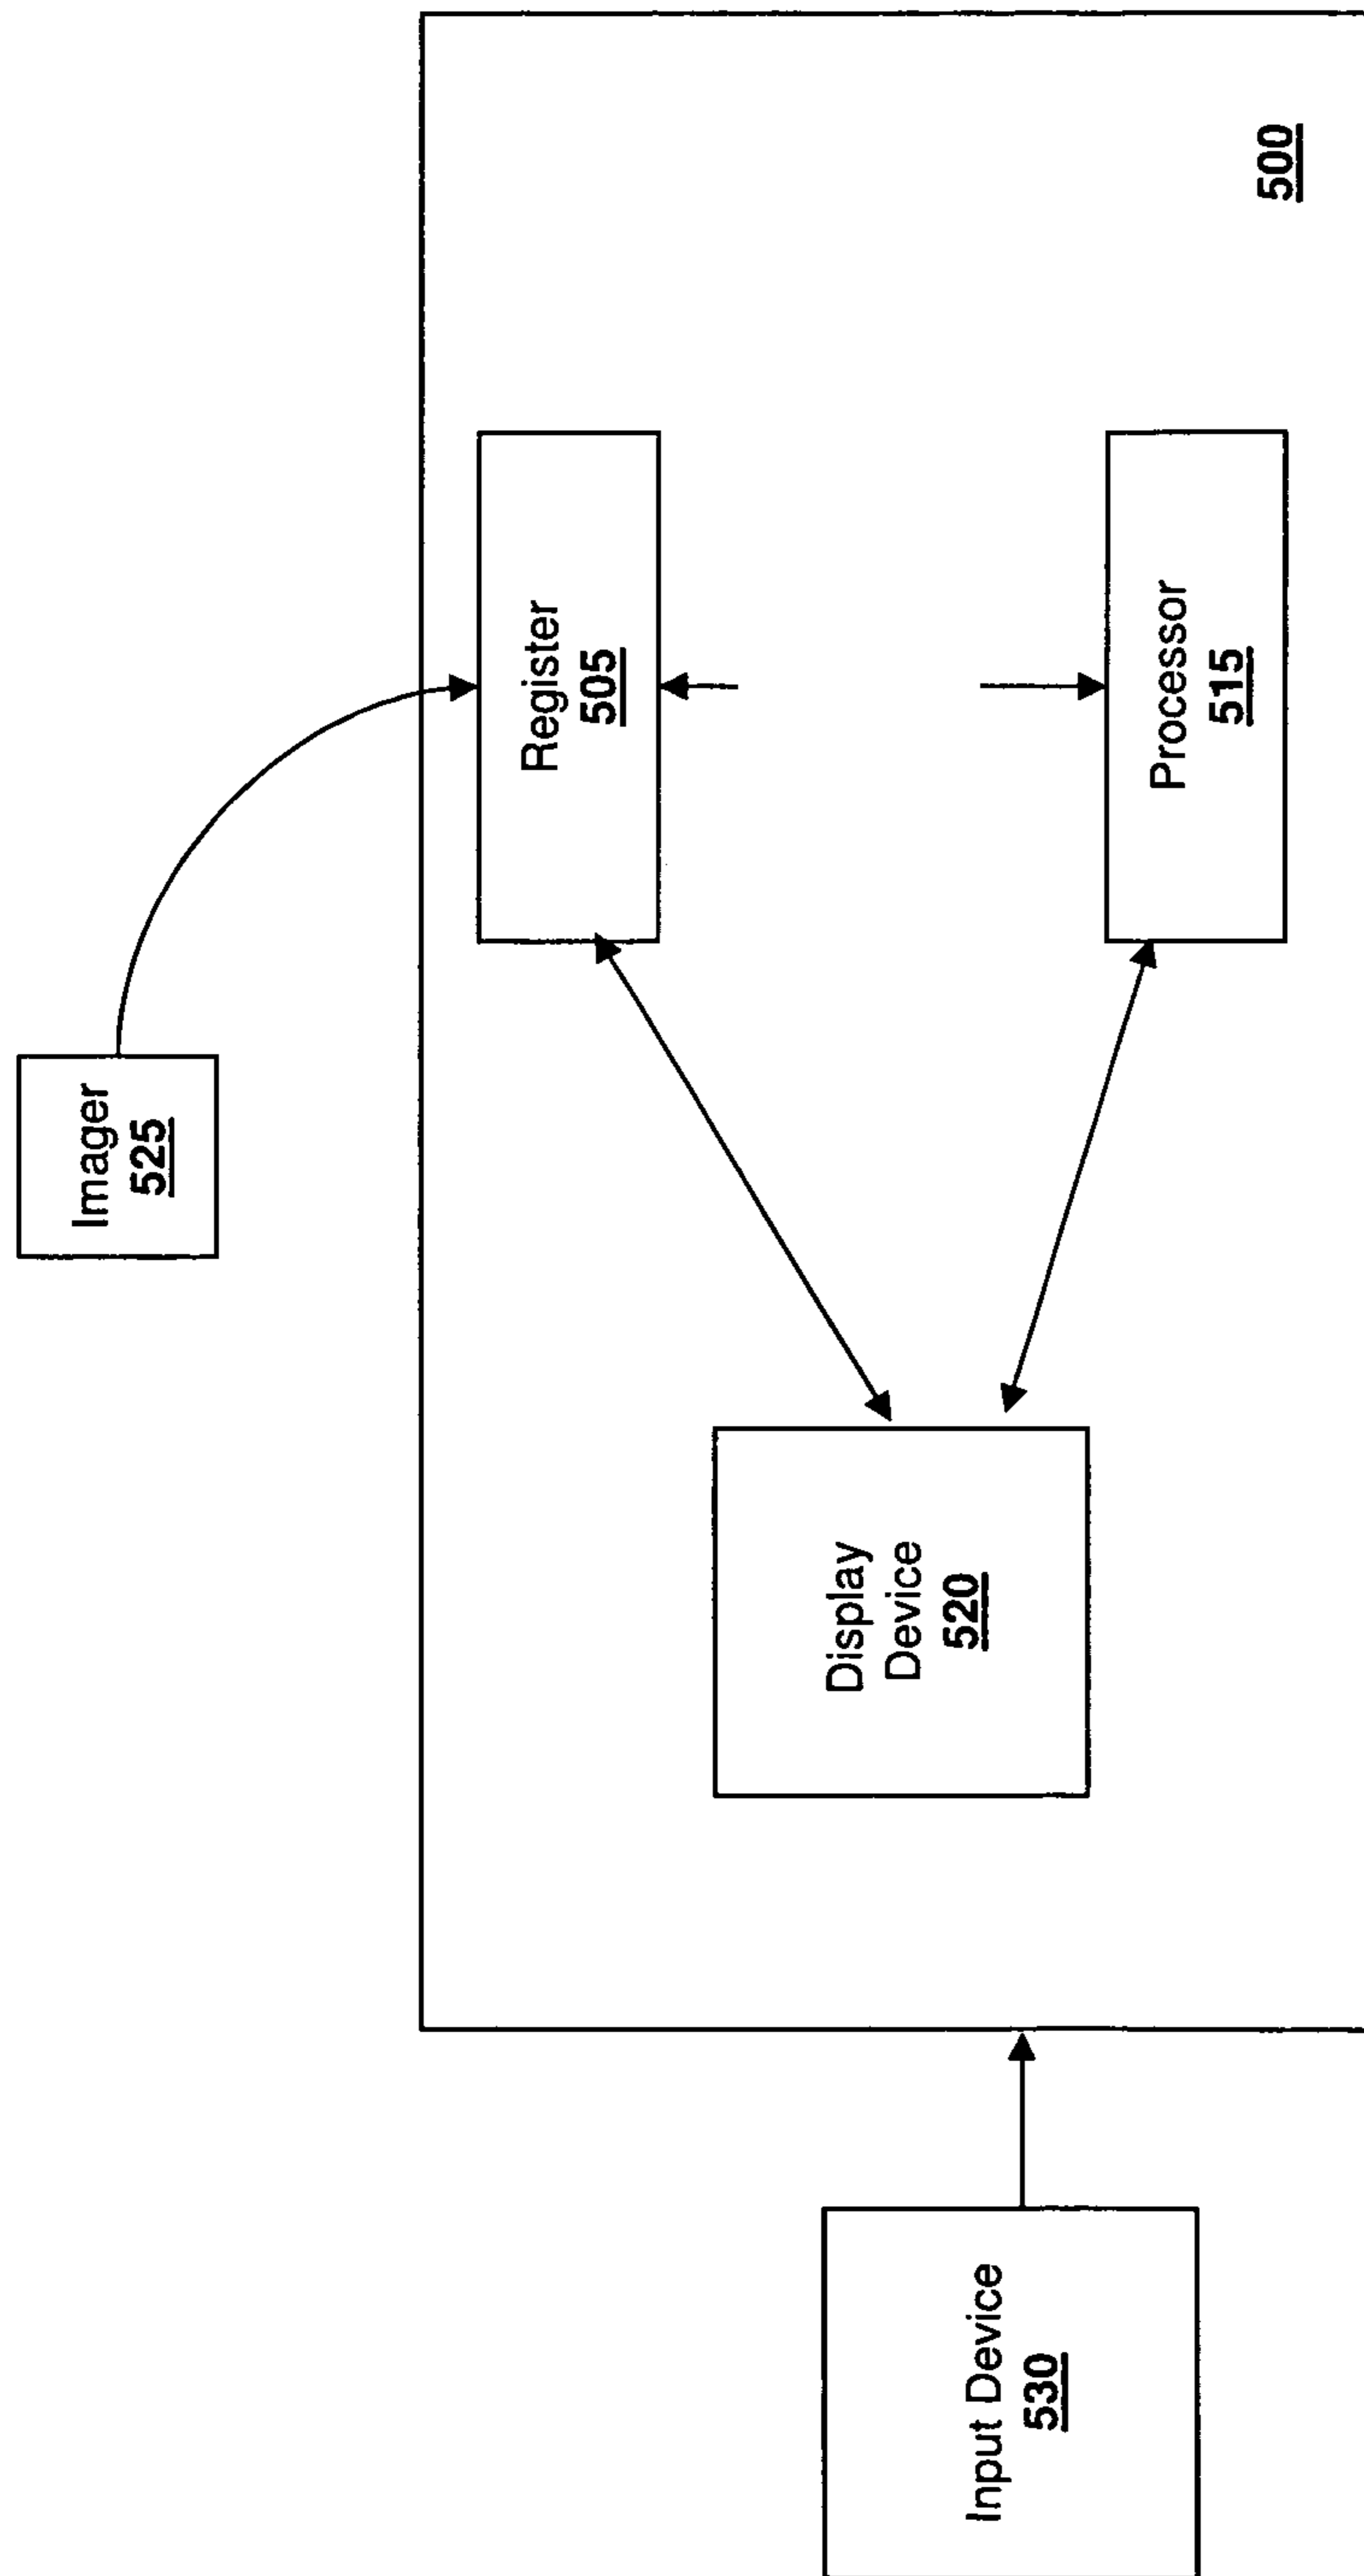 Imager
525
Register
505
Display
Device
520
Processor
515
Input Device
530
500